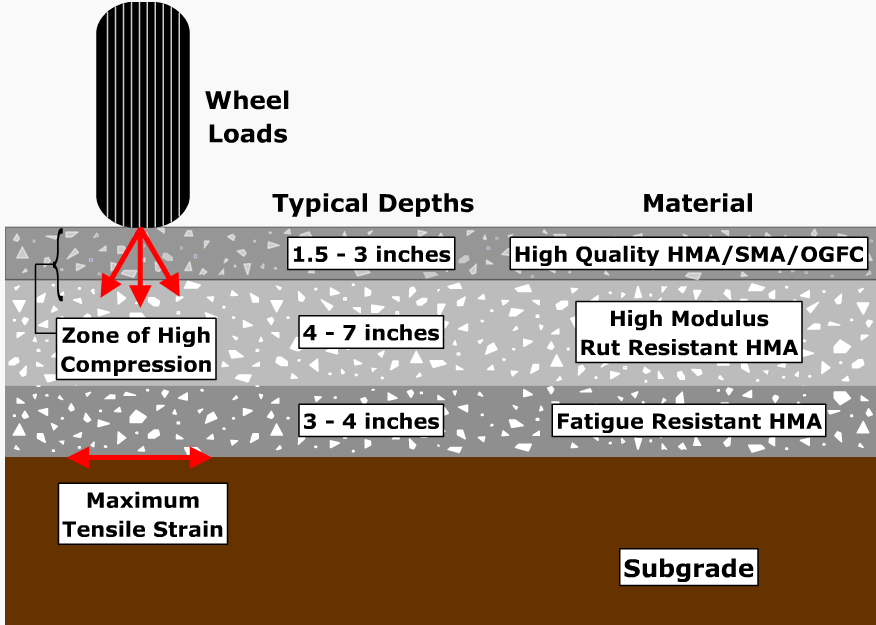 Wheel
Loads
Typical Depths
Material
1.5 - 3 inches
High Quality HMA/SMA/OGFC
Zone of High
Compression
4 - 7 inches
High Modulus
Rut Resistant HMA
3 - 4 inches
Fatigue Resistant HMA
Maximum
Tensile Strain
Subgrade